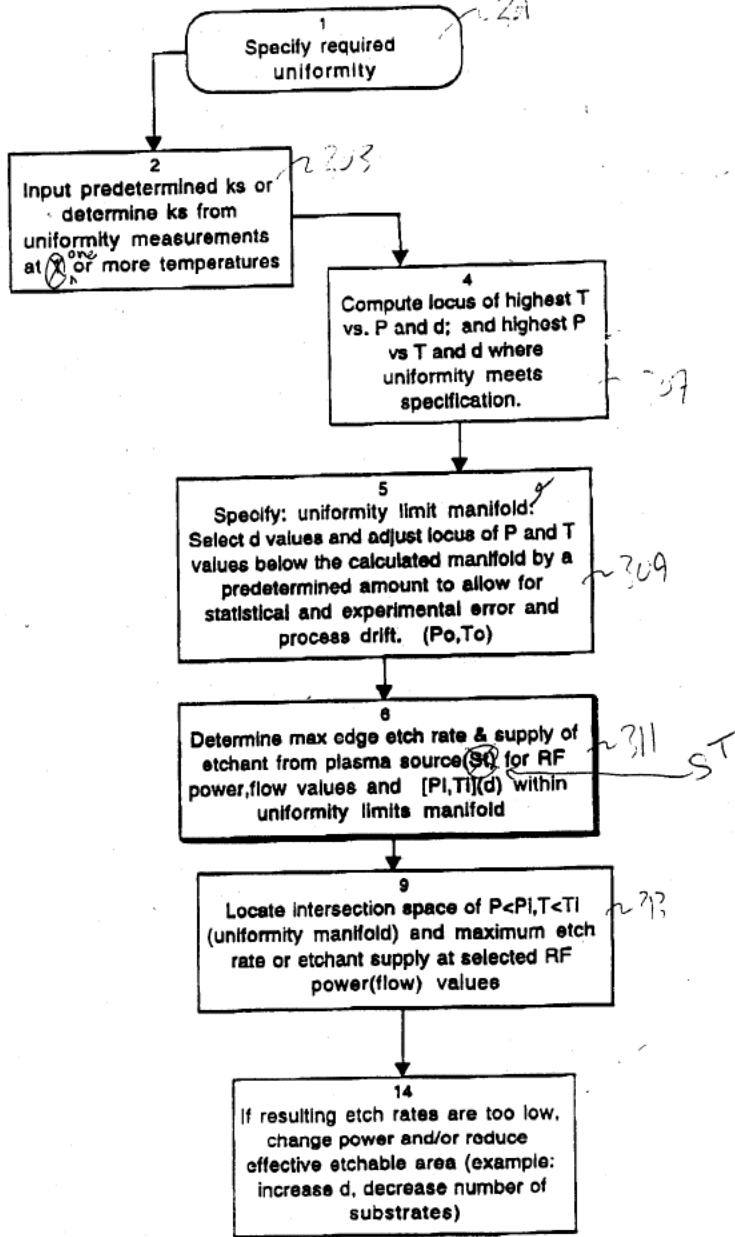 1
Specify required
uniformity
2
203
Input predetermined ks or
determine ks from
uniformity measurements
at one or more temperatures
4
Compute locus of highest T
vs. P and d; and highest P
vs T and d where
uniformity meets
specification.
5
Specify: uniformity limit manifold:
Select d values and adjust locus of P and T
values below the calculated manifold by a
predetermined amount to allow for
statistical and experimental error and
process drift. (Po,To)
309
6
Determine max edge etch rate & supply of
etchant from plasma source(St) for RF
power,flow values and [Pi,Ti](d) within
uniformity limits manifold
311
ST
9
Locate intersection space of P<Pi,T<Ti
(uniformity manifold) and maximum etch
rate or etchant supply at selected RF
power(flow) values
313
14
If resulting etch rates are too low,
change power and/or reduce
effective etchable area (example:
increase d, decrease number of
substrates)